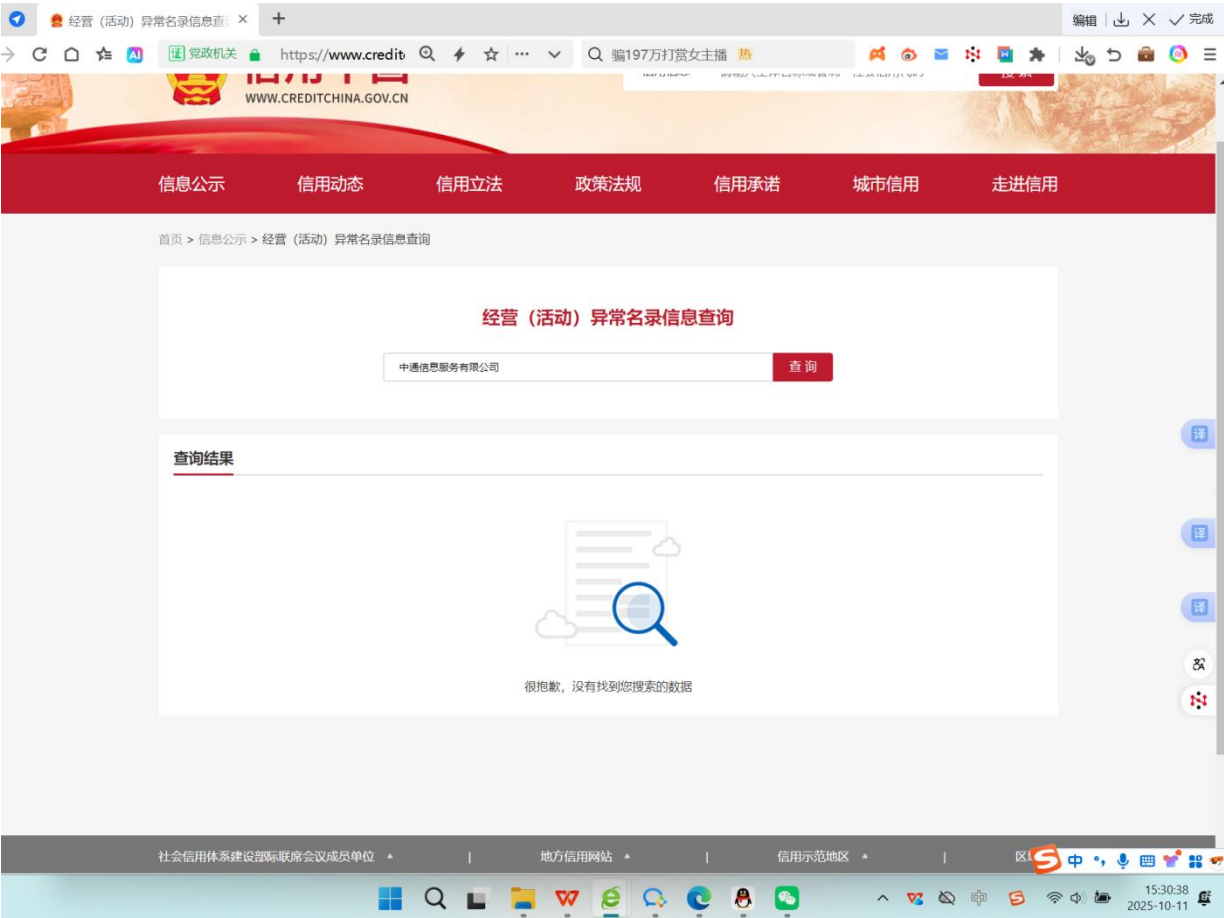 经营（活动）异常名录信息查 编辑 完成
证 党政机关 https://www.credit 骗197万打赏女主播 热
WWW.CREDITCHINA.GOV.CN
信息公示 信用动态 信用立法 政策法规 信用承诺 城市信用 走进信用
首页 > 信息公示 > 经营（活动）异常名录信息查询
经营（活动）异常名录信息查询
中通信息服务有限公司 查询
译
查询结果
译
译
很抱歉，没有找到您搜索的数据
社会信用体系建设部际联席会议成员单位 | 地方信用网站 | 信用示范地区 | 区
中
15:30:38
2025-10-11